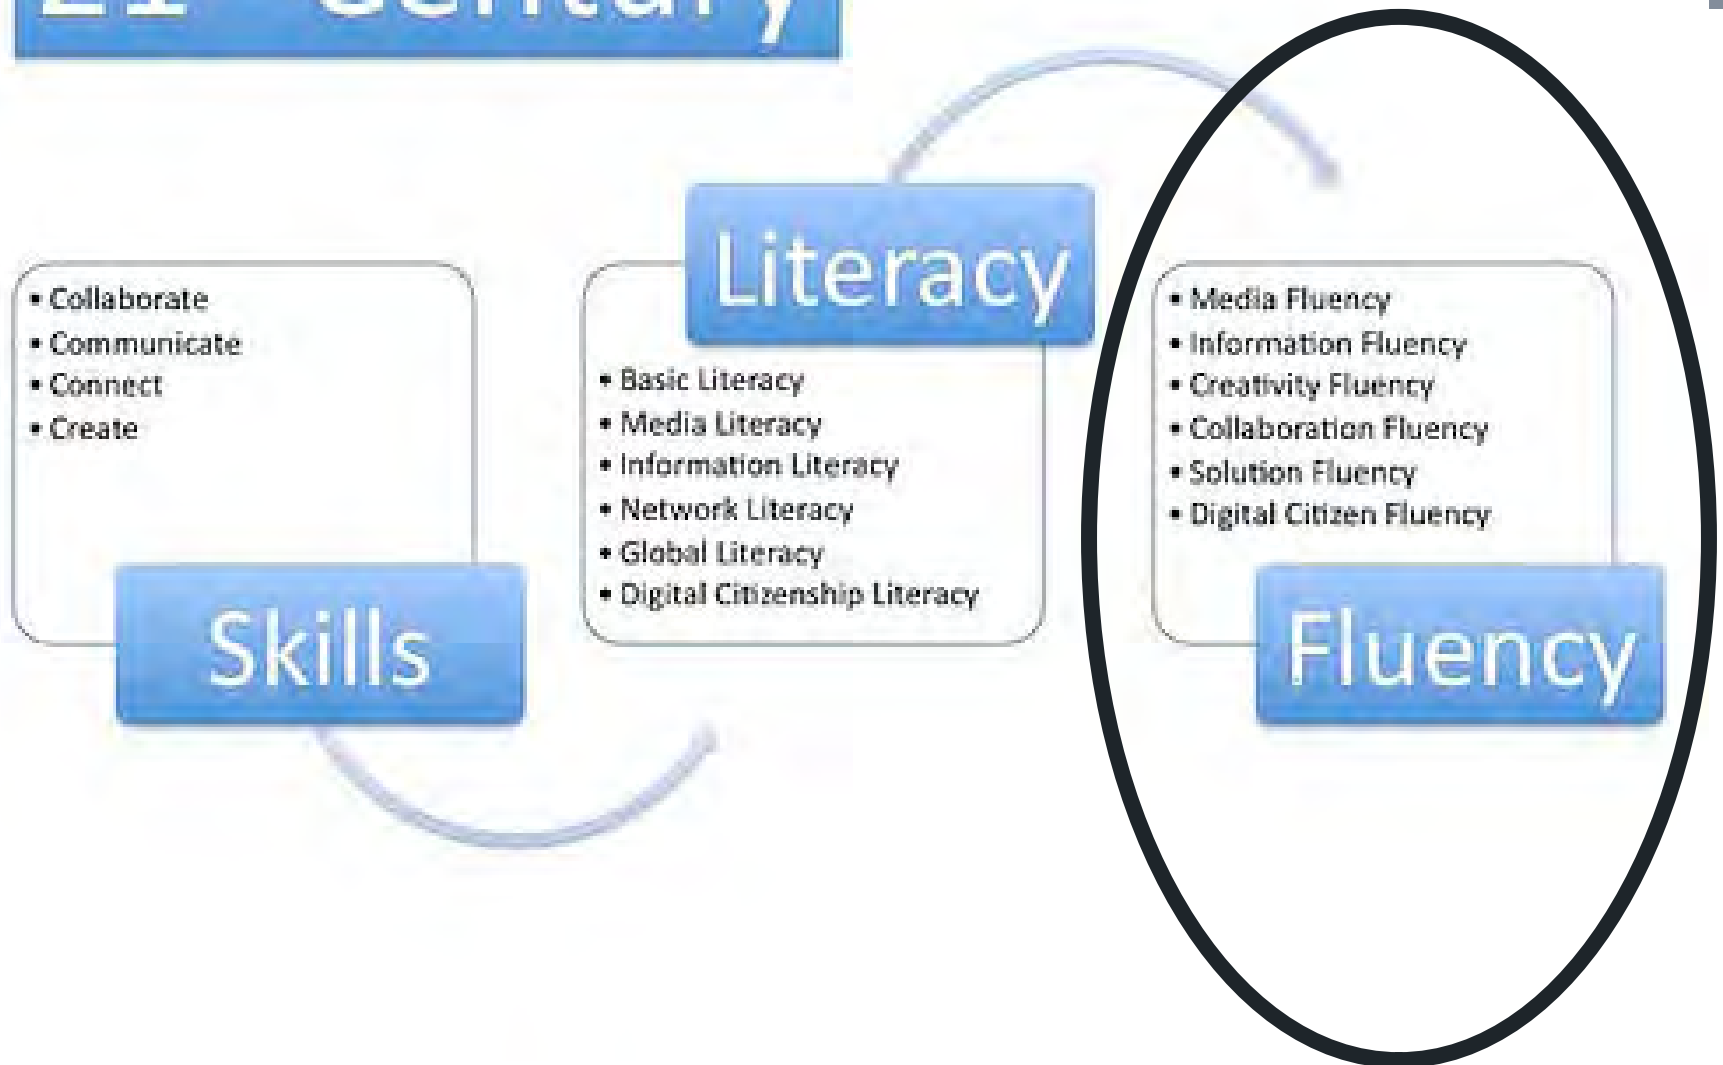 21 Century
• Collaborate
• Communicate
• Connect
• Create
Skills
Literacy
• Basic Literacy
• Media Literacy
• Information Literacy
• Network Literacy
• Global Literacy
• Digital Citizenship Literacy
• Media Fluency
• Information Fluency
• Creativity Fluency
• Collaboration Fluency
• Solution Fluency
• Digital Citizen Fluency
Fluency